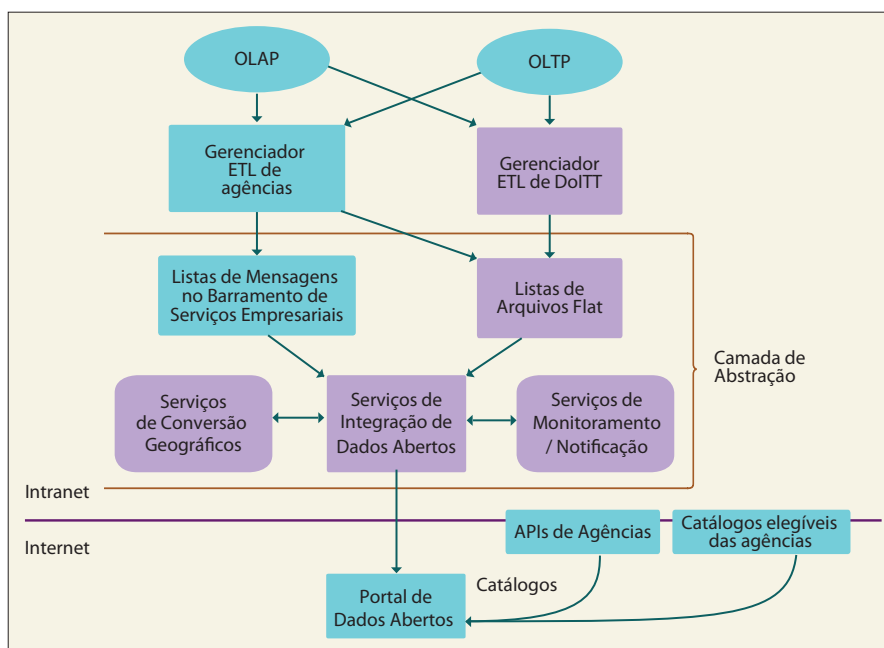 OLAP
OLTP
Gerenciador
ETL de
agências
Gerenciador
ETL de DoITT
Listas de Mensagens
no Barramento de
Serviços Empresariais
Listas de
Arquivos Flat
Camada de
Abstração
Serviços
de Conversão
Geográficos
Serviços de
Integração de
Dados Abertos
Serviços de
Monitoramento
/ Notificação
Intranet
Internet
APIs de Agências
Catálogos elegíveis
das agências
Catálogos
Portal de
Dados Abertos